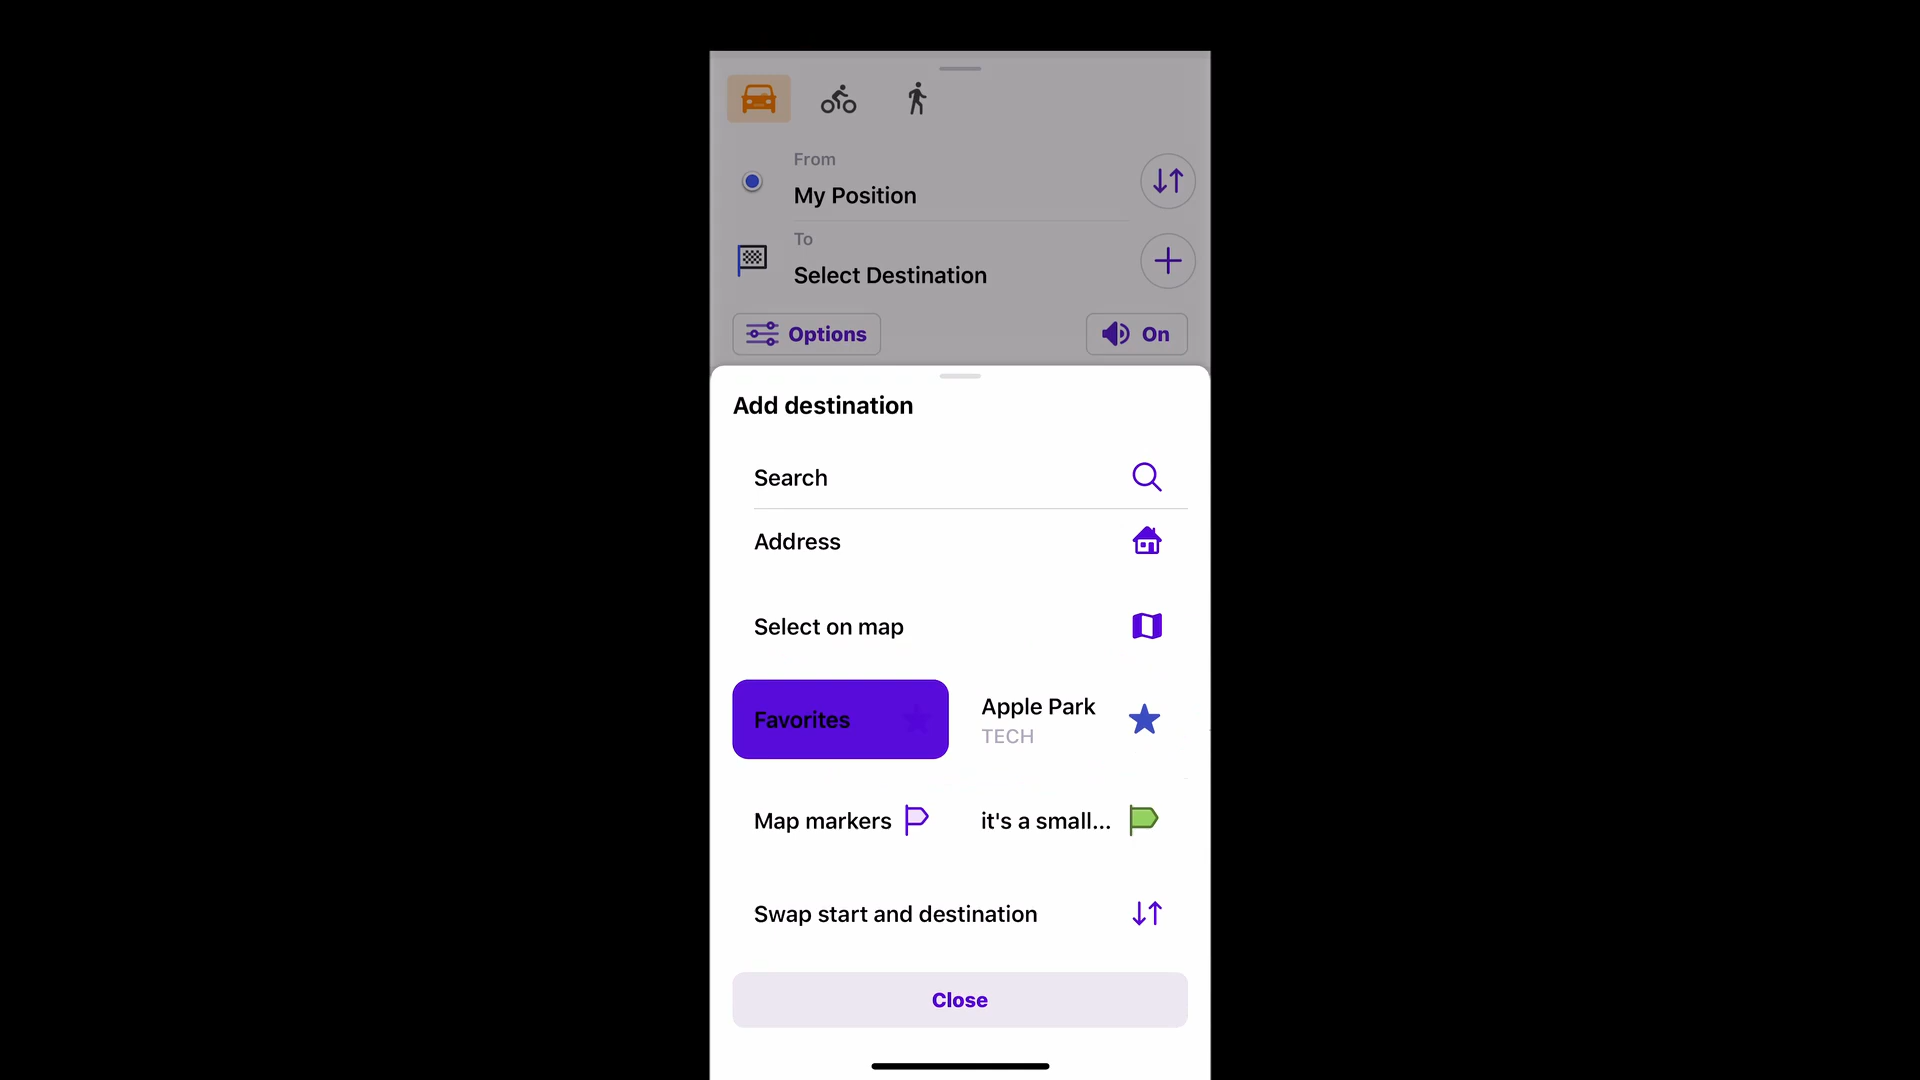 From
My Position
To
Select Destination
Options
On
Add destination
Search
Address
Select on map
Favorites
Apple Park
TECH
Map markers
it's a small...
Swap start and destination
Close